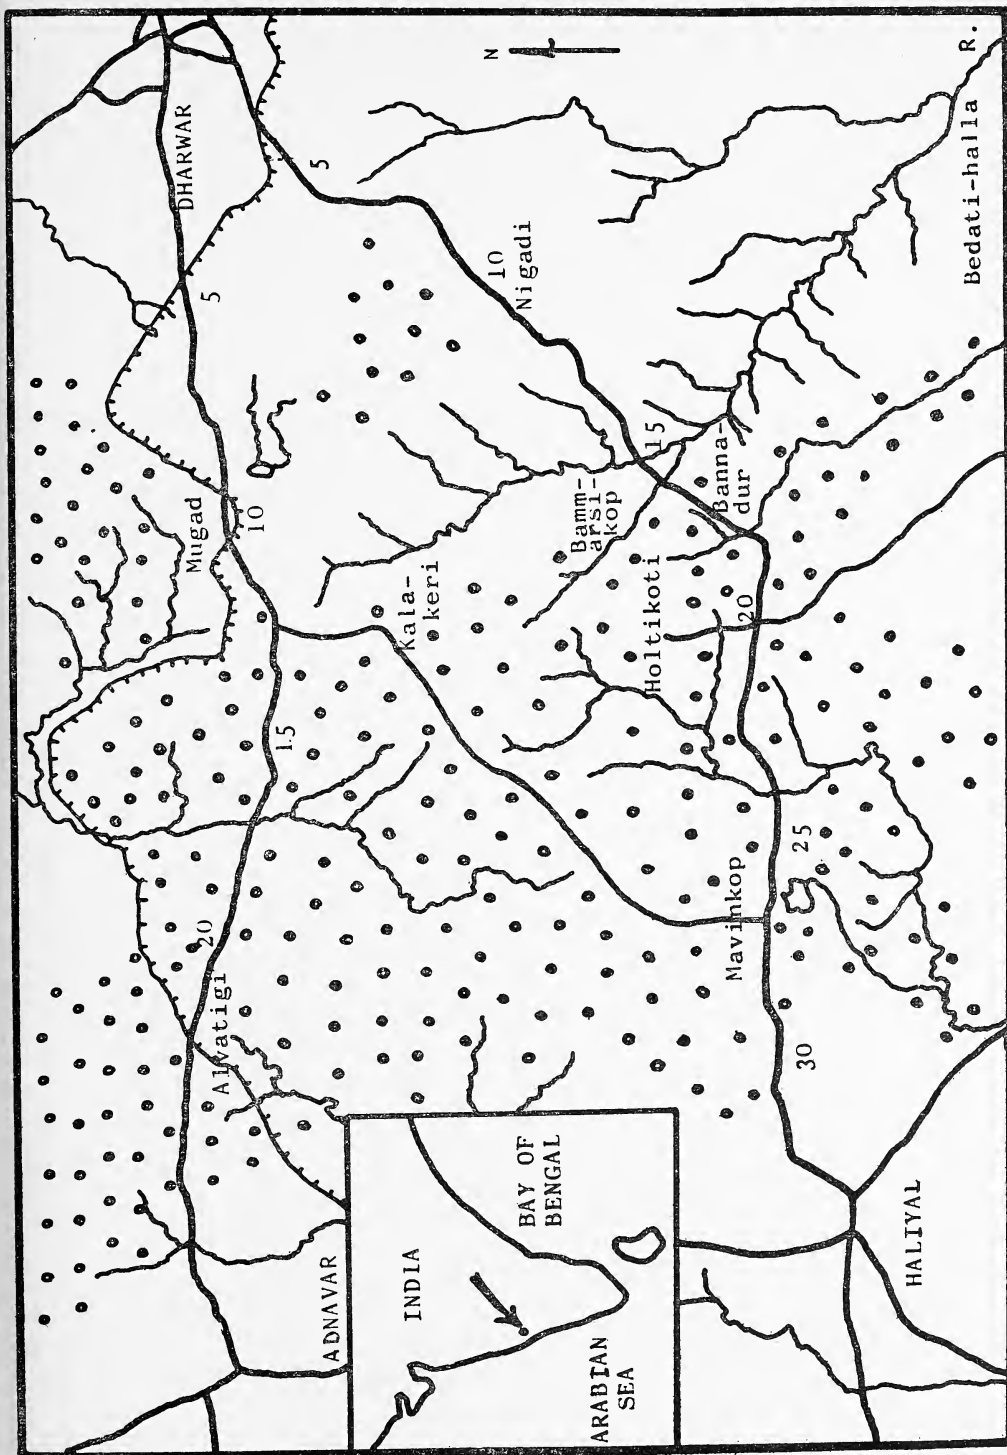 N
DHARWAR
5
5
Mugad
10
10
Nigadi
Kala-
keri
15
Alvatigi
20
Bamm-
arsi-
kop
15
Banna-
dur
Holtikoti
20
Mavinkop
25
30
Bedati-halla R.
ADNAVAR
HALIYAL
INDIA
BAY OF
BENGAL
ARABIAN
SEA